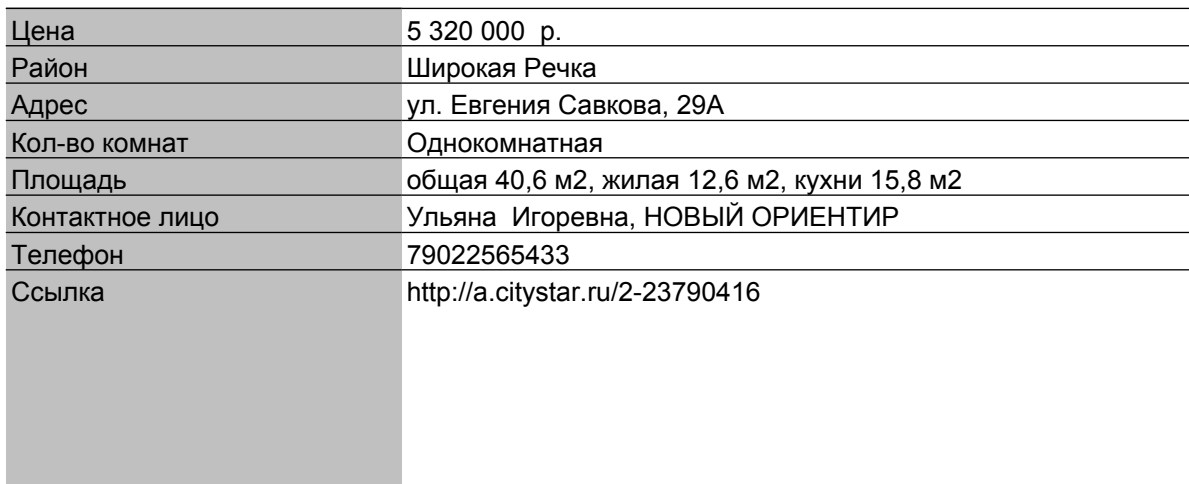 Цена 5 320 000 р.
Район Широкая Речка
Адрес ул. Евгения Савкова, 29А
Кол-во комнат Однокомнатная
Площадь общая 40,6 м2, жилая 12,6 м2, кухни 15,8 м2
Контактное лицо Ульяна Игоревна, НОВЫЙ ОРИЕНТИР
Телефон 79022565433
Ссылка http://a.citystar.ru/2-23790416